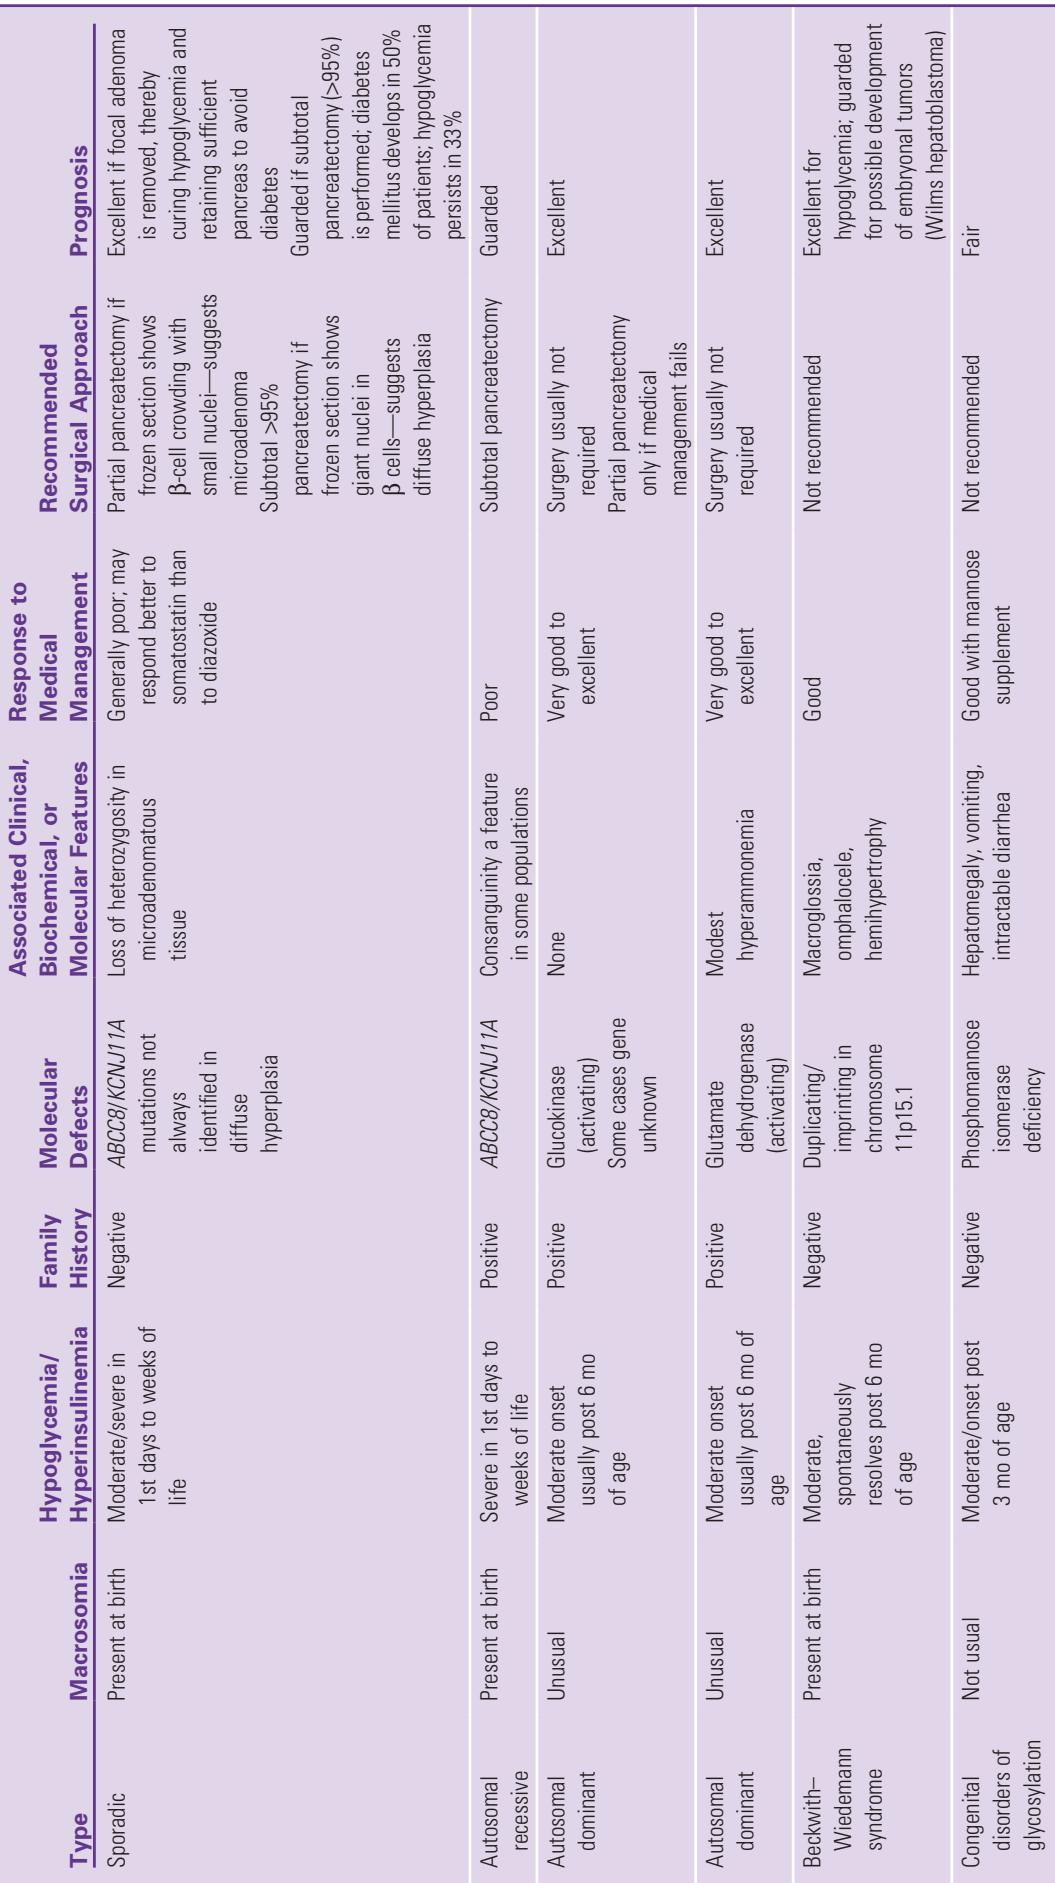 Type
Macrosomia
Hypoglycemia/
Hyperinsulinemia
Family
History
Molecular
Defects
Associated Clinical,
Biochemical, or
Molecular Features
Response to
Medical
Management
Recommended
Surgical Approach
Prognosis
Sporadic
Present at birth
Moderate/severe in
1st days to weeks of
life
Negative
ABCC8/KCNJ11A
mutations not
always
identified in
diffuse
hyperplasia
Loss of heterozygosity in
microadenomatous
tissue
Generally poor; may
respond better to
somatostatin than
to diazoxide
Partial pancreatectomy if
frozen section shows
β-cell crowding with
small nuclei—suggests
microadenoma
Subtotal >95%
pancreatectomy if
frozen section shows
giant nuclei in
β cells—suggests
diffuse hyperplasia
Excellent if focal adenoma
is removed, thereby
curing hypoglycemia and
retaining sufficient
pancreas to avoid
diabetes
Guarded if subtotal
pancreatectomy (>95%)
is performed; diabetes
mellitus develops in 50%
of patients; hypoglycemia
persists in 33%
Autosomal
recessive
Present at birth
Severe in 1st days to
weeks of life
Positive
ABCC8/KCNJ11A
Consanguinity a feature
in some populations
Poor
Subtotal pancreatectomy
Guarded
Autosomal
dominant
Unusual
Moderate onset
usually post 6 mo
of age
Positive
Glucokinase
(activating)
Some cases gene
unknown
None
Very good to
excellent
Surgery usually not
required
Partial pancreatectomy
only if medical
management fails
Excellent
Autosomal
dominant
Unusual
Moderate onset
usually post 6 mo of
age
Positive
Glutamate
dehydrogenase
(activating)
Modest
hyperammonemia
Very good to
excellent
Surgery usually not
required
Excellent
Beckwith–
Wiedemann
syndrome
Present at birth
Moderate,
spontaneously
resolves post 6 mo
of age
Negative
Duplicating/
imprinting in
chromosome
11p15.1
Macroglossia,
omphalocele,
hemihypertrophy
Good
Not recommended
Excellent for
hypoglycemia; guarded
for possible development
of embryonal tumors
(Wilms hepatoblastoma)
Congenital
disorders of
glycosylation
Not usual
Moderate/onset post
3 mo of age
Negative
Phosphomannose
isomerase
deficiency
Hepatomegaly, vomiting,
intractable diarrhea
Good with mannose
supplement
Not recommended
Fair